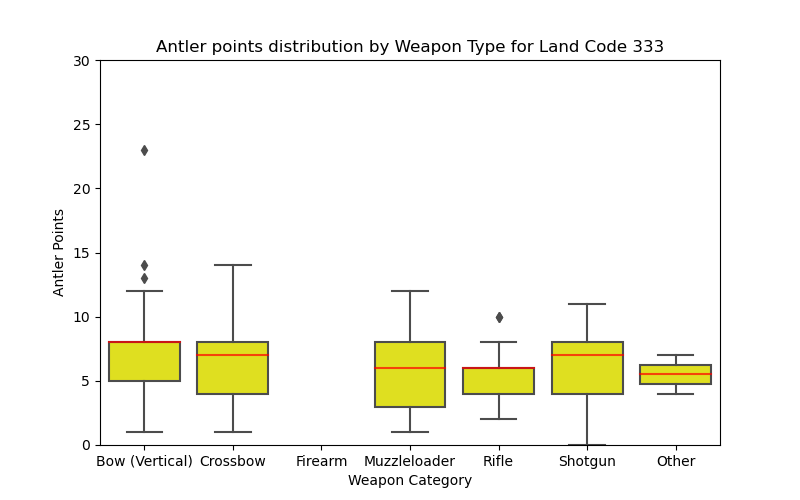 Antler points distribution by Weapon Type for Land Code 333
30
25
20
15
10
5
0
Antler Points
Bow (Vertical) Crossbow Firearm Muzzleloader Rifle Shotgun Other
Weapon Category